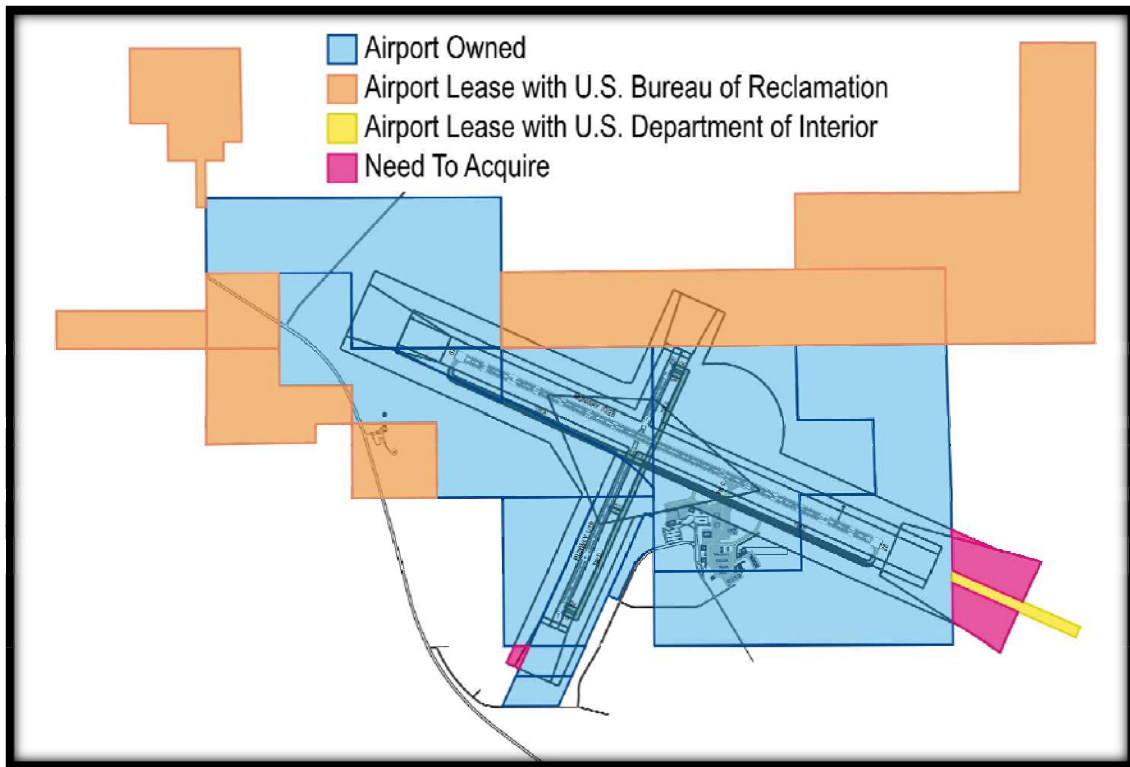 Airport Owned
Airport Lease with U.S. Bureau of Reclamation
Airport Lease with U.S. Department of Interior
Need To Acquire